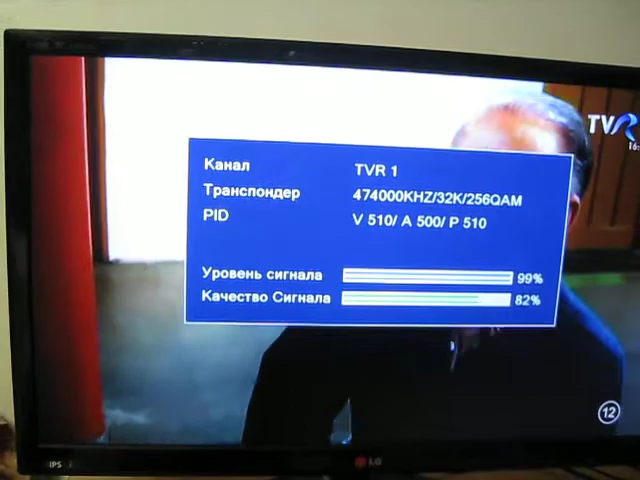 TVR
16:
Канал TVR 1
Транспондер 474000KHZ/32K/256QAM
PID V 510/ A 500/ P 510
Уровень сигнала 99%
Качество Сигнала 82%
12
IPS
LG